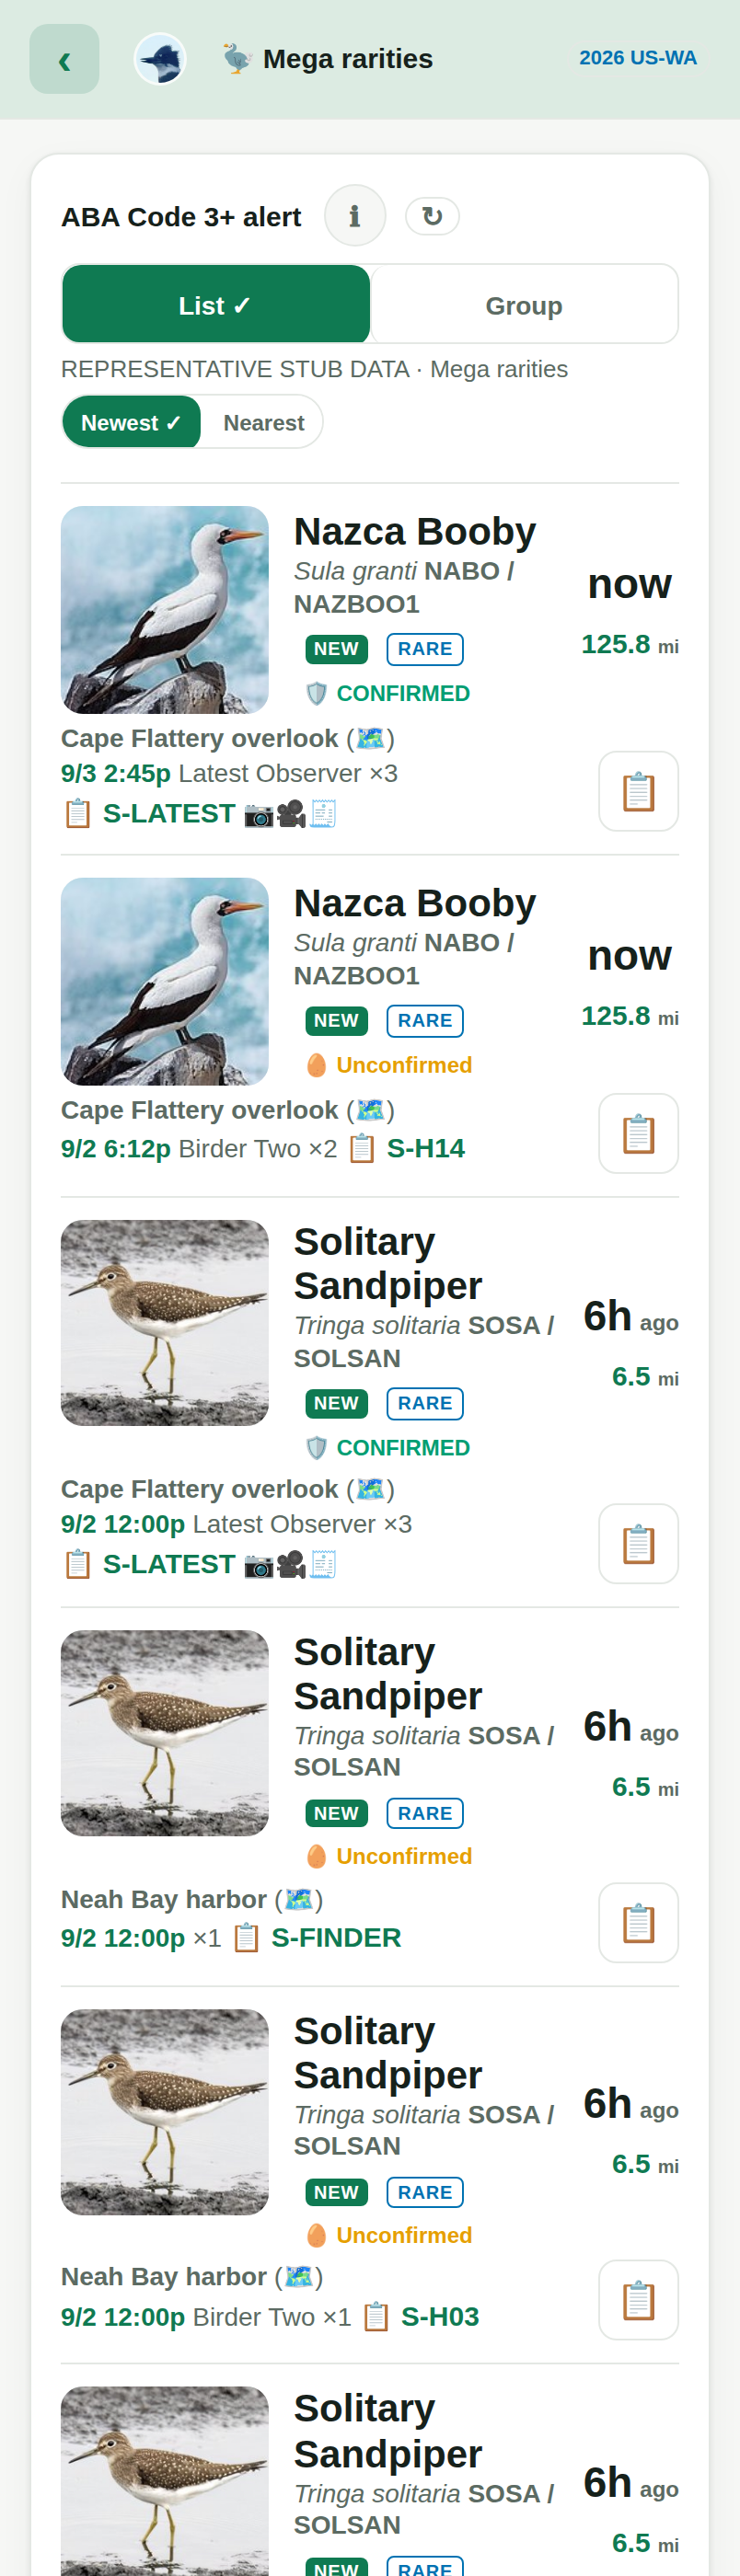 ‹ 🦤 Mega rarities 2026 US-WA
ABA Code 3+ alert ℹ ↻
List ✓ Group
REPRESENTATIVE STUB DATA · Mega rarities
Newest ✓ Nearest
Nazca Booby
Sula granti NABO /
NAZBOO1
now
125.8 mi
NEW RARE
🛡️ CONFIRMED
Cape Flattery overlook (🗺️)
9/3 2:45p Latest Observer ×3
📋 S-LATEST 📷🎥🧾
📋
Nazca Booby
Sula granti NABO /
NAZBOO1
now
125.8 mi
NEW RARE
🥚 Unconfirmed
Cape Flattery overlook (🗺️)
9/2 6:12p Birder Two ×2 📋 S-H14
📋
Solitary
Sandpiper
Tringa solitaria SOSA /
SOLSAN
6h ago
6.5 mi
NEW RARE
🛡️ CONFIRMED
Cape Flattery overlook (🗺️)
9/2 12:00p Latest Observer ×3
📋 S-LATEST 📷🎥🧾
📋
Solitary
Sandpiper
Tringa solitaria SOSA /
SOLSAN
6h ago
6.5 mi
NEW RARE
🥚 Unconfirmed
Neah Bay harbor (🗺️)
9/2 12:00p ×1 📋 S-FINDER
📋
Solitary
Sandpiper
Tringa solitaria SOSA /
SOLSAN
6h ago
6.5 mi
NEW RARE
🥚 Unconfirmed
Neah Bay harbor (🗺️)
9/2 12:00p Birder Two ×1 📋 S-H03
📋
Solitary
Sandpiper
Tringa solitaria SOSA /
SOLSAN
6h ago
6.5 mi
NEW RARE